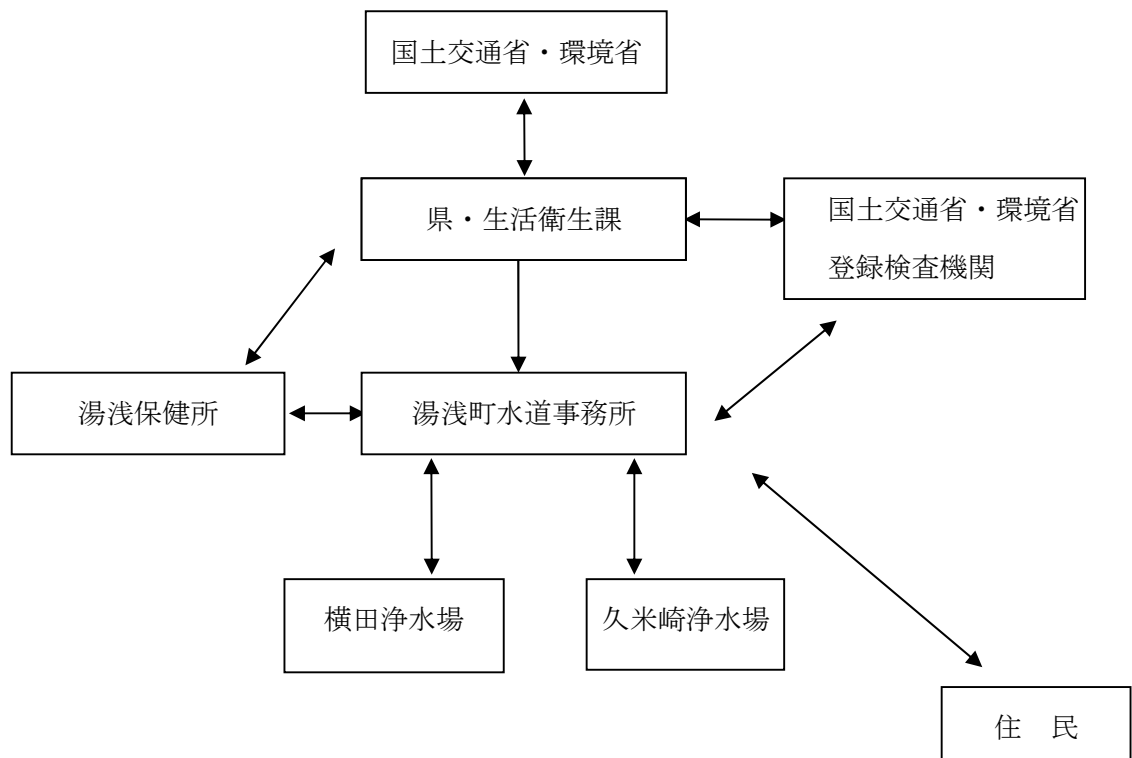 国土交通省・環境省
県・生活衛生課
国土交通省・環境省
登録検査機関
湯浅保健所
湯浅町水道事務所
横田浄水場
久米崎浄水場
住　民